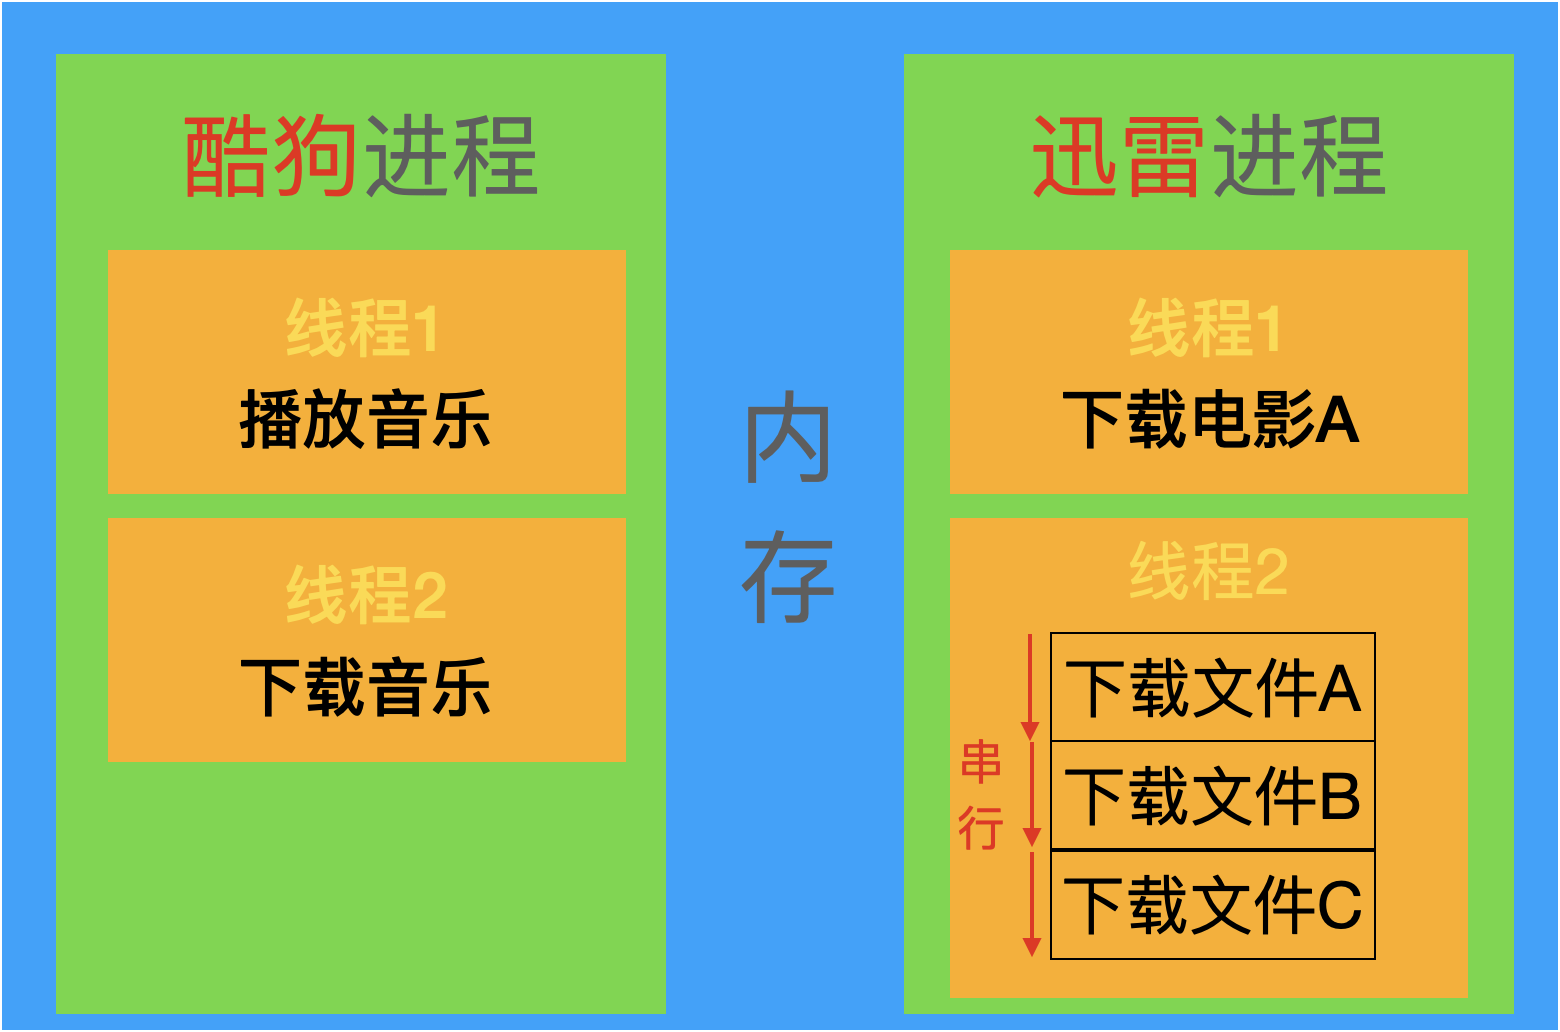 酷狗进程
线程1
播放音乐
线程2
下载音乐
内
存
迅雷进程
线程1
下载电影A
线程2
串
行
下载文件A
下载文件B
下载文件C